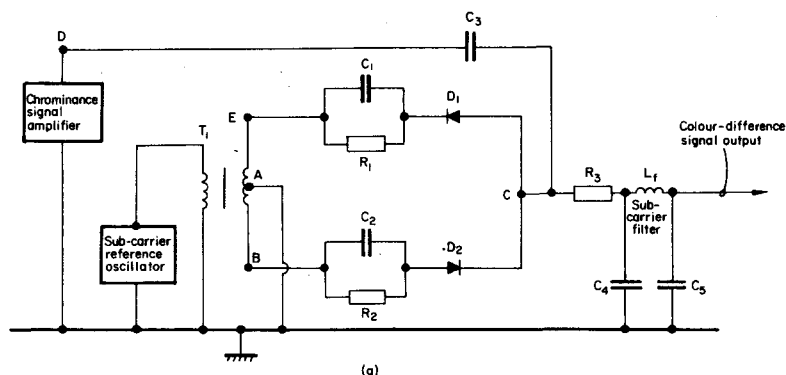 D
C₃
Chrominance
signal
amplifier
C₁
D₁
E
R₁
T₁
A
C
Colour-difference
signal output
R₃
L_f
Sub-
carrier
filter
Sub-carrier
reference
oscillator
B
C₂
D₂
R₂
C₄
C₅
(a)